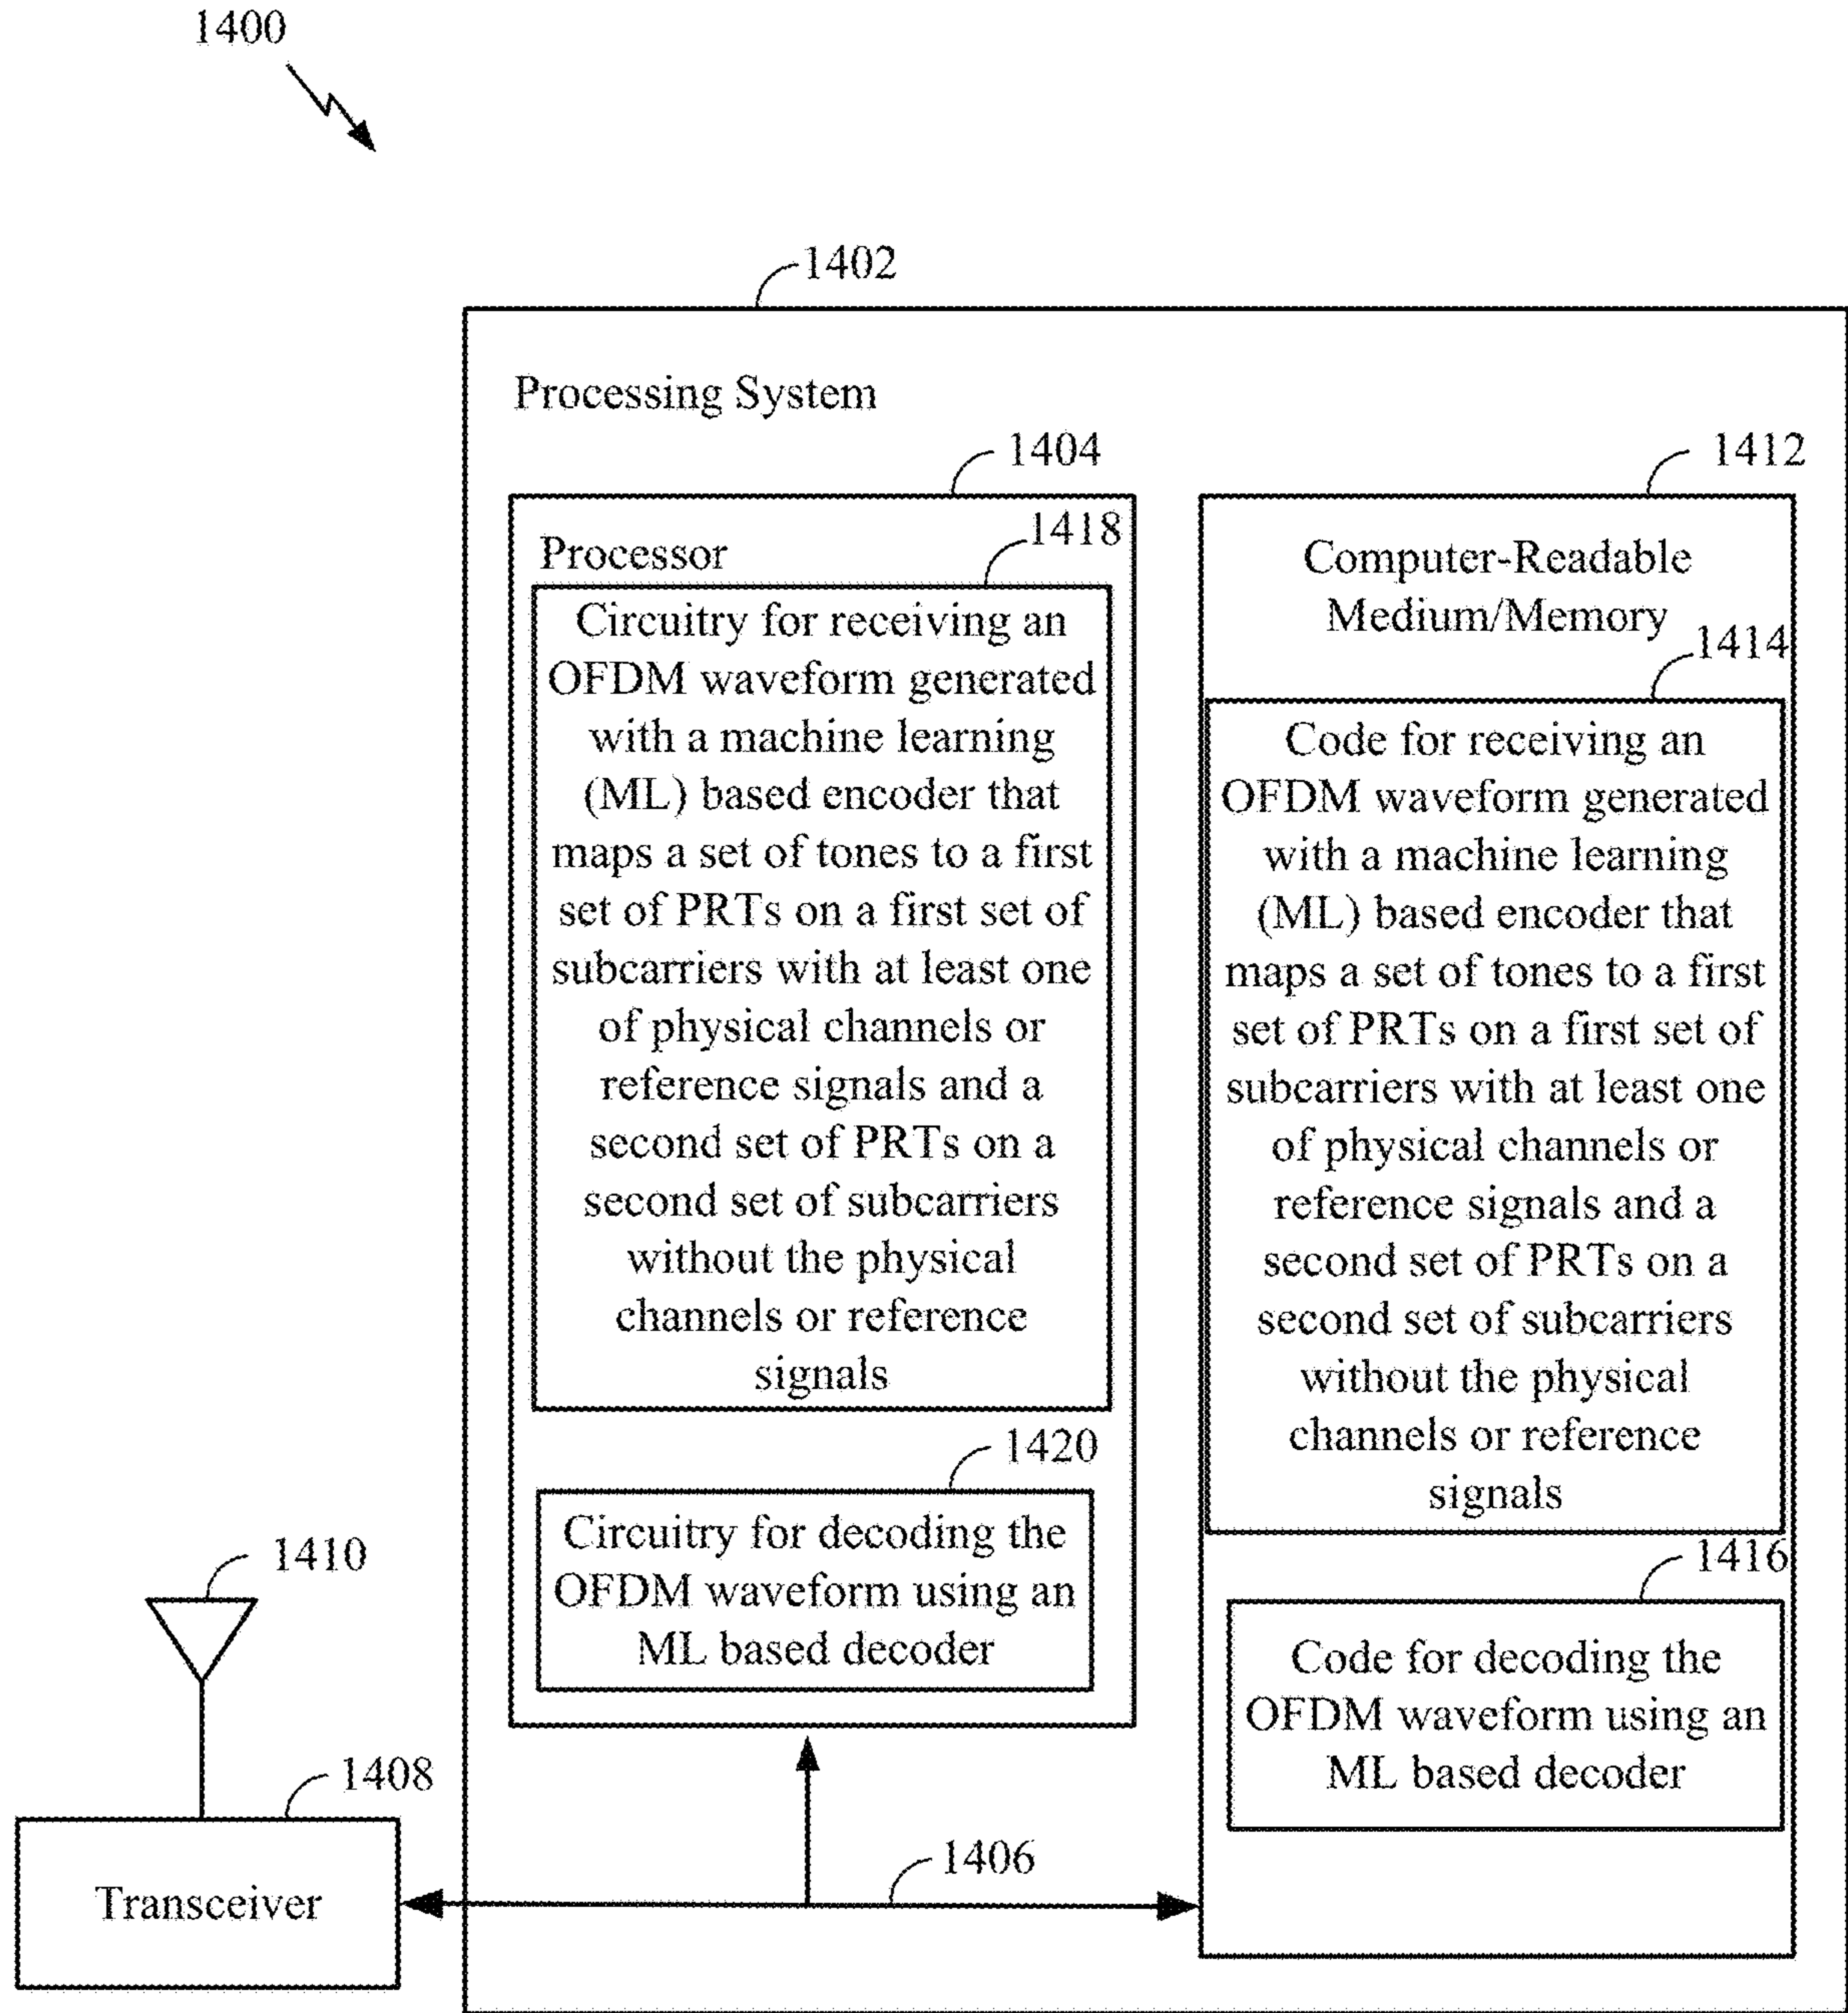 1400
1402
Processing System
1404
1418
Processor
Circuitry for receiving an
OFDM waveform generated
with a machine learning
(ML) based encoder that
maps a set of tones to a first
set of PRTs on a first set of
subcarriers with at least one
of physical channels or
reference signals and a
second set of PRTs on a
second set of subcarriers
without the physical
channels or reference
signals
1420
Circuitry for decoding the
OFDM waveform using an
ML based decoder
1412
Computer-Readable
Medium/Memory
1414
Code for receiving an
OFDM waveform generated
with a machine learning
(ML) based encoder that
maps a set of tones to a first
set of PRTs on a first set of
subcarriers with at least one
of physical channels or
reference signals and a
second set of PRTs on a
second set of subcarriers
without the physical
channels or reference
signals
1416
Code for decoding the
OFDM waveform using an
ML based decoder
1410
1408
Transceiver
1406